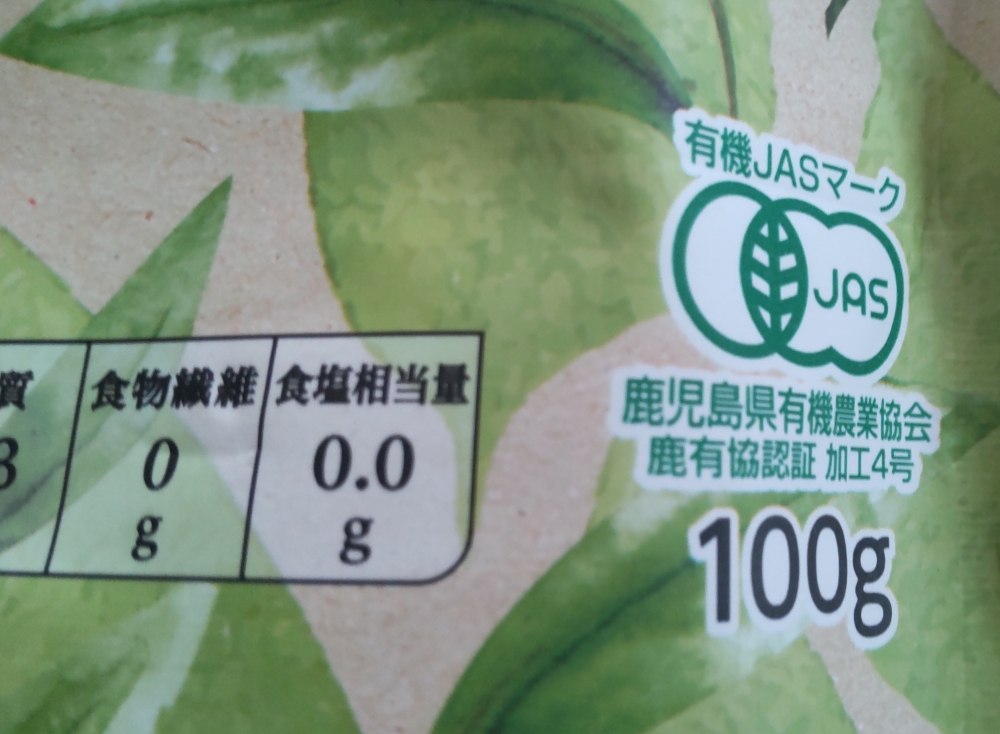 有機JASマーク
JAS
鹿児島県有機農業協会
鹿有協認証 加工4号
100g
質 食物繊維 食塩相当量
3 0 0.0
g g